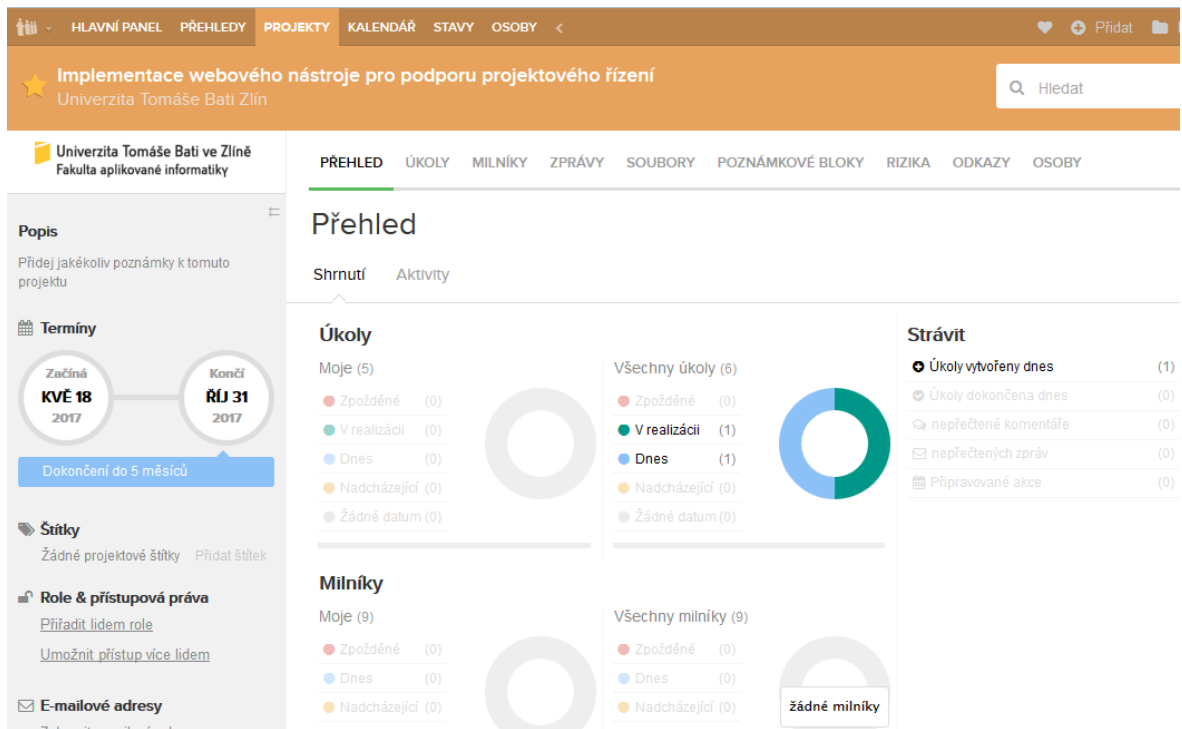 HLAVNÍ PANEL PŘEHLEDY PROJEKTY KALENDÁŘ STAVY OSOBY
Přidat
Implementace webového nástroje pro podporu projektového řízení
Univerzita Tomáše Bati Zlín
Hledat
Univerzita Tomáše Bati ve Zlíně
Fakulta aplikované informatiky
PŘEHLED ÚKOLY MILNÍKY ZPRÁVY SOUBORY POZNÁMKOVÉ BLOKY RIZIKA ODKAZY OSOBY
Popis
Přidej jakékoliv poznámky k tomuto
projektu
Termíny
Začíná
KVĚ 18
2017
Končí
ŘÍJ 31
2017
Dokončení do 5 měsíců
Štítky
Žádné projektové štítky Přidat štítek
Role & přístupová práva
Přiřadit lidem role
Umožnit přístup více lidem
E-mailové adresy
Přehled
Shrnutí Aktivity
Úkoly
Moje (5)
Zpožděné (0)
V realizácii (0)
Dnes (0)
Nadcházející (0)
Žádné datum (0)
Všechny úkoly (6)
Zpožděné (0)
V realizácii (1)
Dnes (1)
Nadcházející (0)
Žádné datum (0)
Milníky
Moje (9)
Zpožděné (0)
Dnes (0)
Nadcházející (0)
Všechny milníky (9)
Zpožděné (0)
Dnes (0)
Nadcházející (0)
žádné milníky
Strávit
Úkoly vytvořeny dnes (1)
Úkoly dokončena dnes (0)
nepřečtené komentáře (0)
nepřečtených zpráv (0)
Připravované akce (0)